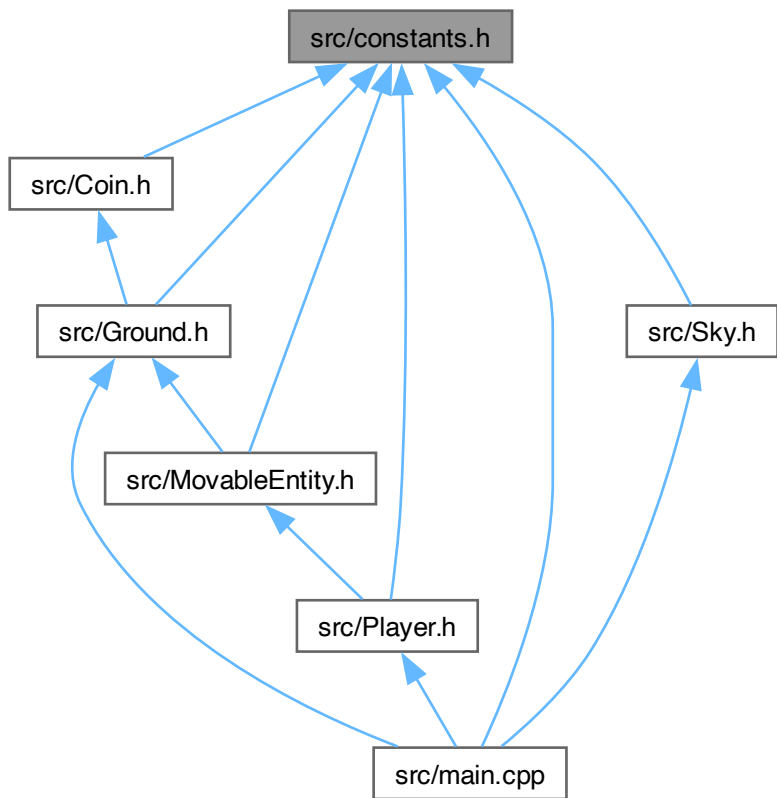 src/constants.h
src/Coin.h
src/Ground.h
src/Sky.h
src/MovableEntity.h
src/Player.h
src/main.cpp